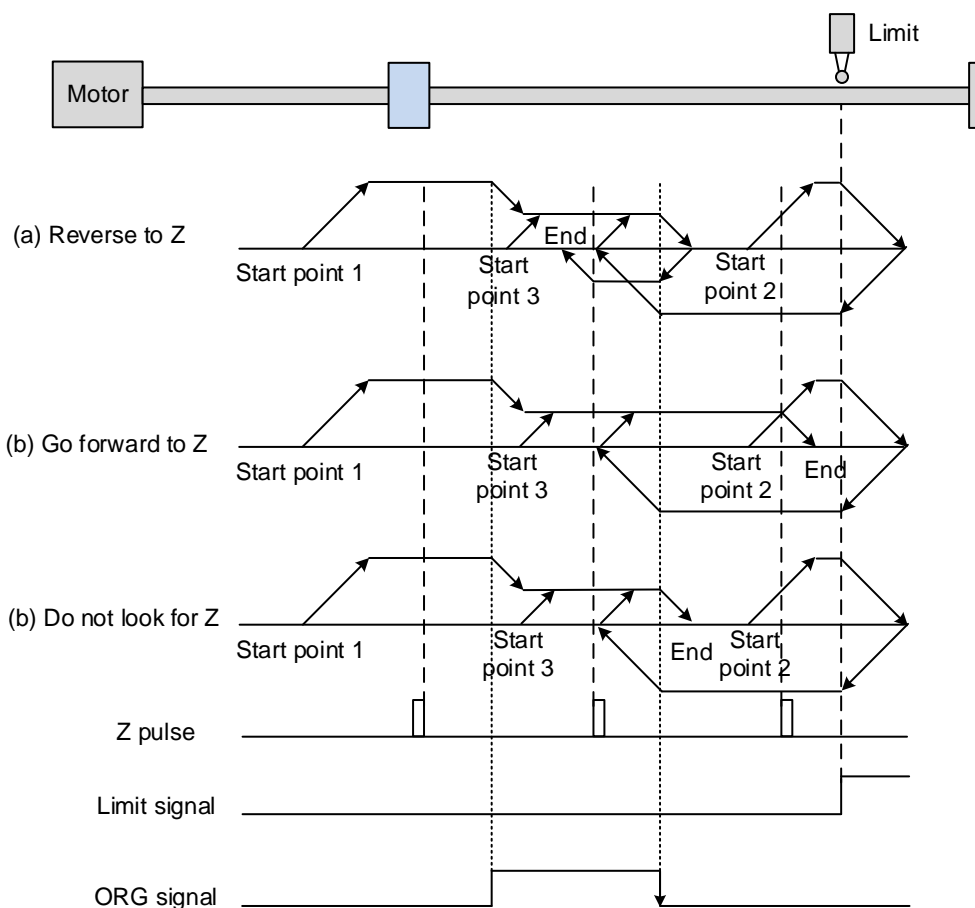 Limit
Motor
(a) Reverse to Z
Start point 1
Start
point 3
End
Start
point 2
(b) Go forward to Z
Start point 1
Start
point 3
Start
point 2
End
(b) Do not look for Z
Start point 1
Start
point 3
End
Start
point 2
Z pulse
Limit signal
ORG signal